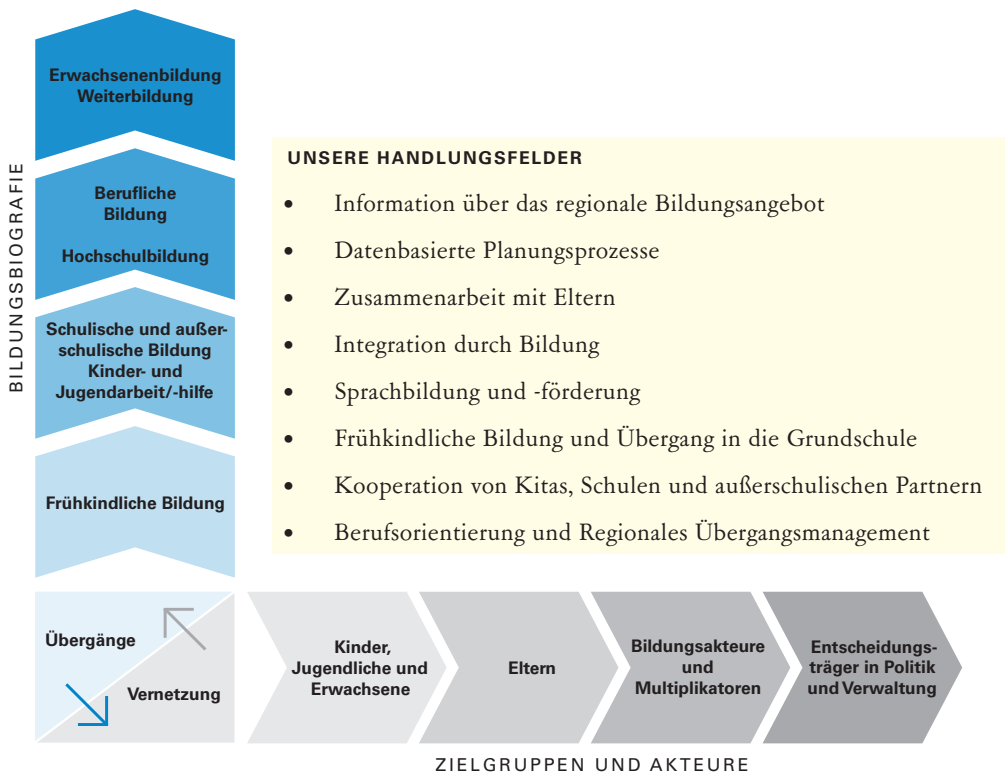 BILDUNGSBIOGRAFIE
Erwachsenenbildung
Weiterbildung
Berufliche
Bildung
Hochschulbildung
Schulische und außer-
schulische Bildung
Kinder- und
Jugendarbeit/-hilfe
Frühkindliche Bildung
UNSERE HANDLUNGSFELDER
• Information über das regionale Bildungsangebot
• Datenbasierte Planungsprozesse
• Zusammenarbeit mit Eltern
• Integration durch Bildung
• Sprachbildung und -förderung
• Frühkindliche Bildung und Übergang in die Grundschule
• Kooperation von Kitas, Schulen und außerschulischen Partnern
• Berufsorientierung und Regionales Übergangsmanagement
Übergänge
Vernetzung
Kinder,
Jugendliche und
Erwachsene
Eltern
Bildungsakteure
und
Multiplikatoren
Entscheidungs-
träger in Politik
und Verwaltung
ZIELGRUPPEN UND AKTEURE